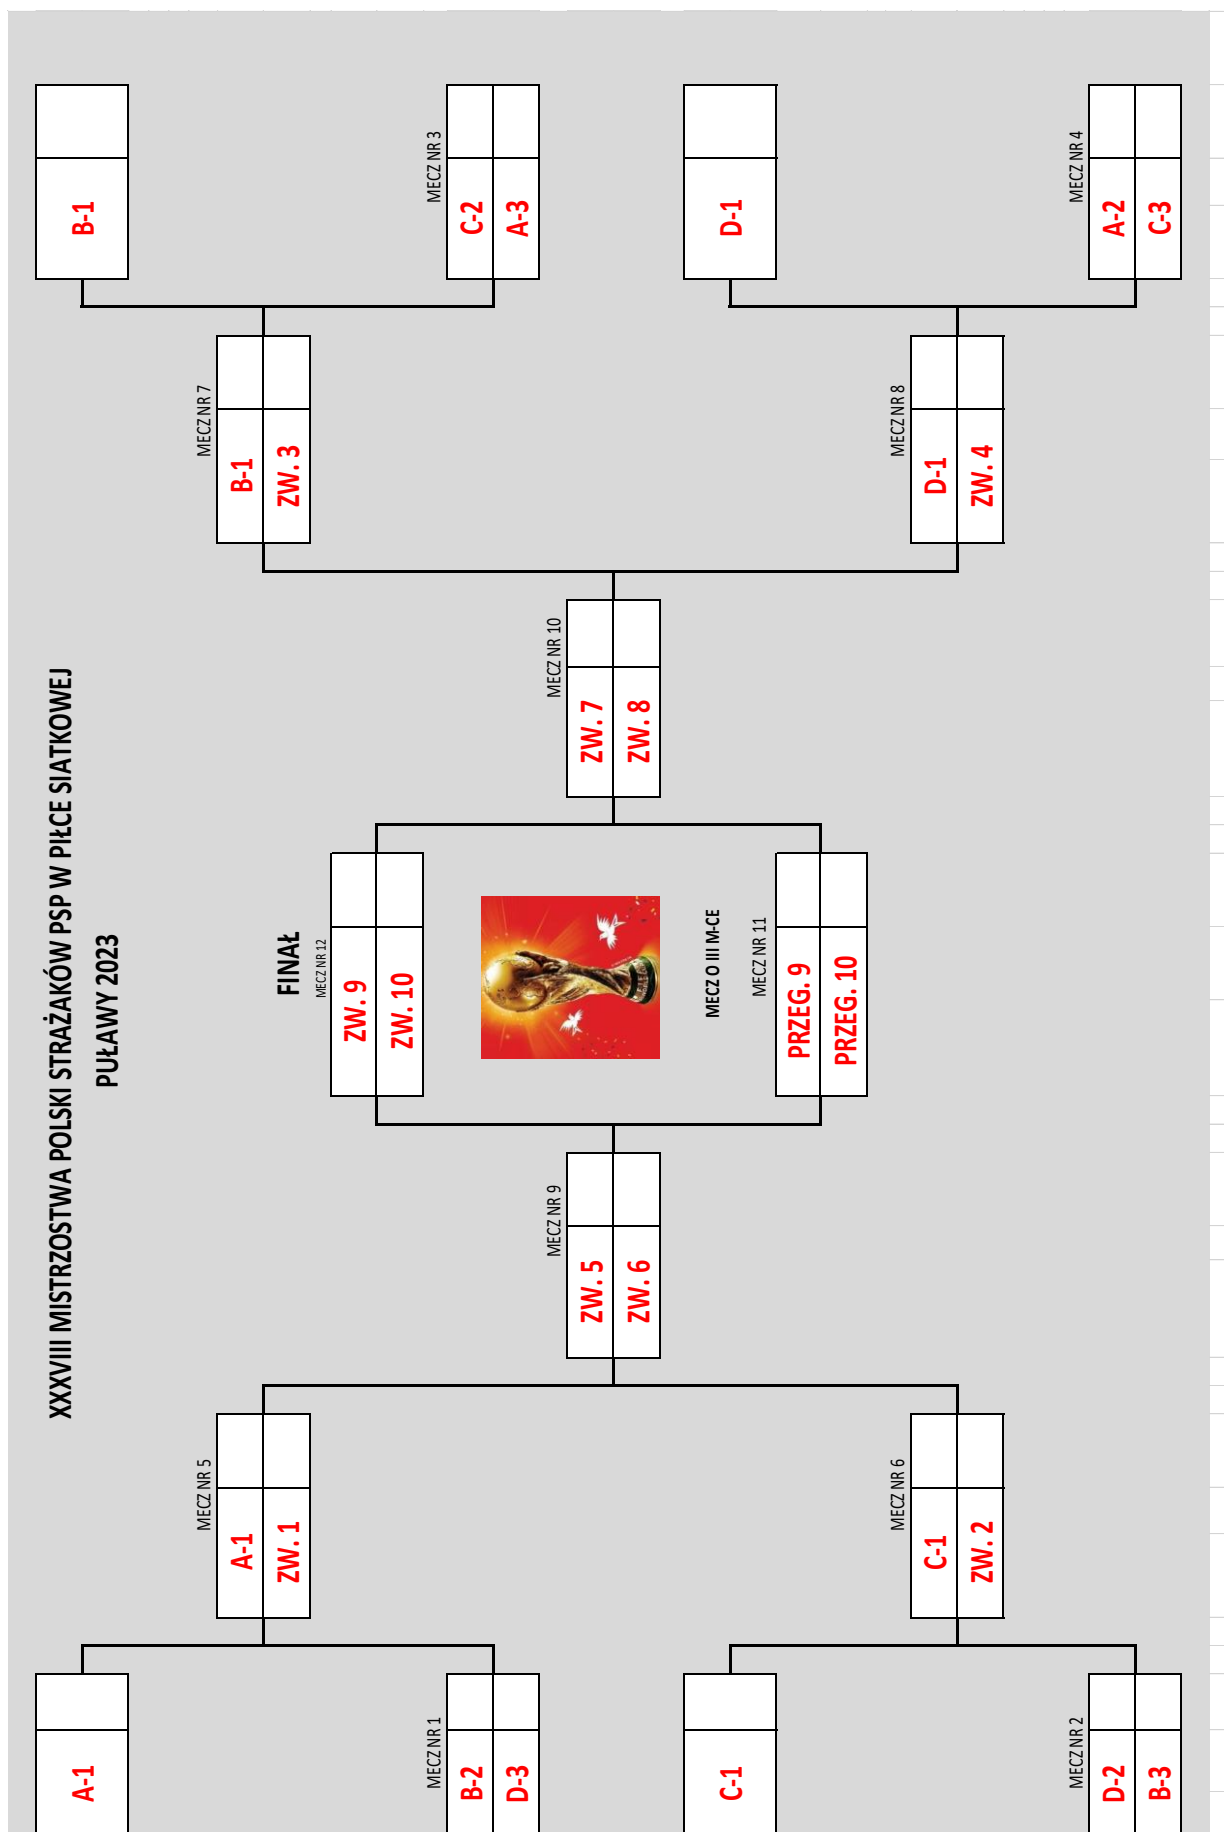 XXXVIII MISTRZOSTWA POLSKI STRAŻAKÓW PSP W PIŁCE SIATKOWEJ
PUŁAWY 2023
A-1
MECZ NR 1
B-2
D-3
C-1
MECZ NR 2
D-2
B-3
MECZ NR 5
A-1
ZW. 1
MECZ NR 6
C-1
ZW. 2
MECZ NR 9
ZW. 5
ZW. 6
FINAŁ
MECZ NR 12
ZW. 9
ZW. 10
MECZ O III M-CE
MECZ NR 11
PRZEG. 9
PRZEG. 10
MECZ NR 10
ZW. 7
ZW. 8
MECZ NR 7
B-1
ZW. 3
MECZ NR 8
D-1
ZW. 4
B-1
MECZ NR 3
C-2
A-3
D-1
MECZ NR 4
A-2
C-3